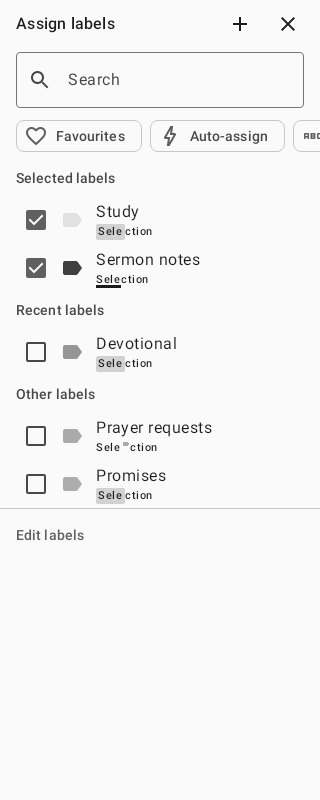 Assign labels
Search
Favourites
Auto-assign
ABC
Selected labels
Study
Selection
Sermon notes
Selection
Recent labels
Devotional
Selection
Other labels
Prayer requests
Selection
Promises
Selection
Edit labels